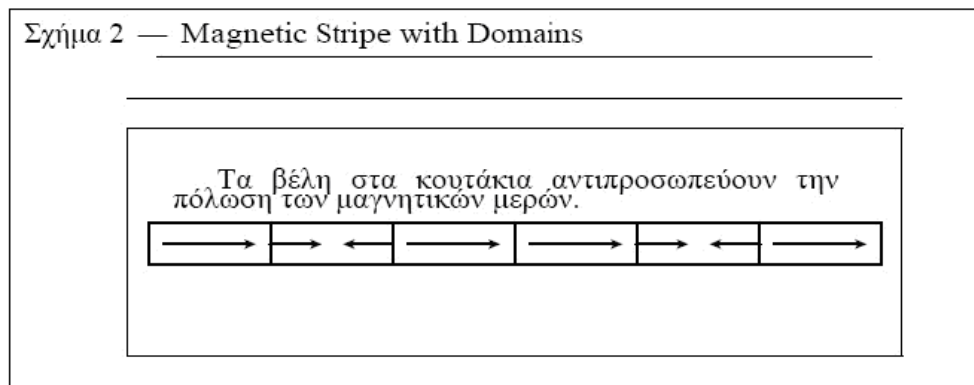 Σχήμα 2 — Magnetic Stripe with Domains
Τα βέλη στα κουτάκια αντιπροσωπεύουν την
πόλωση των μαγνητικών μερών.